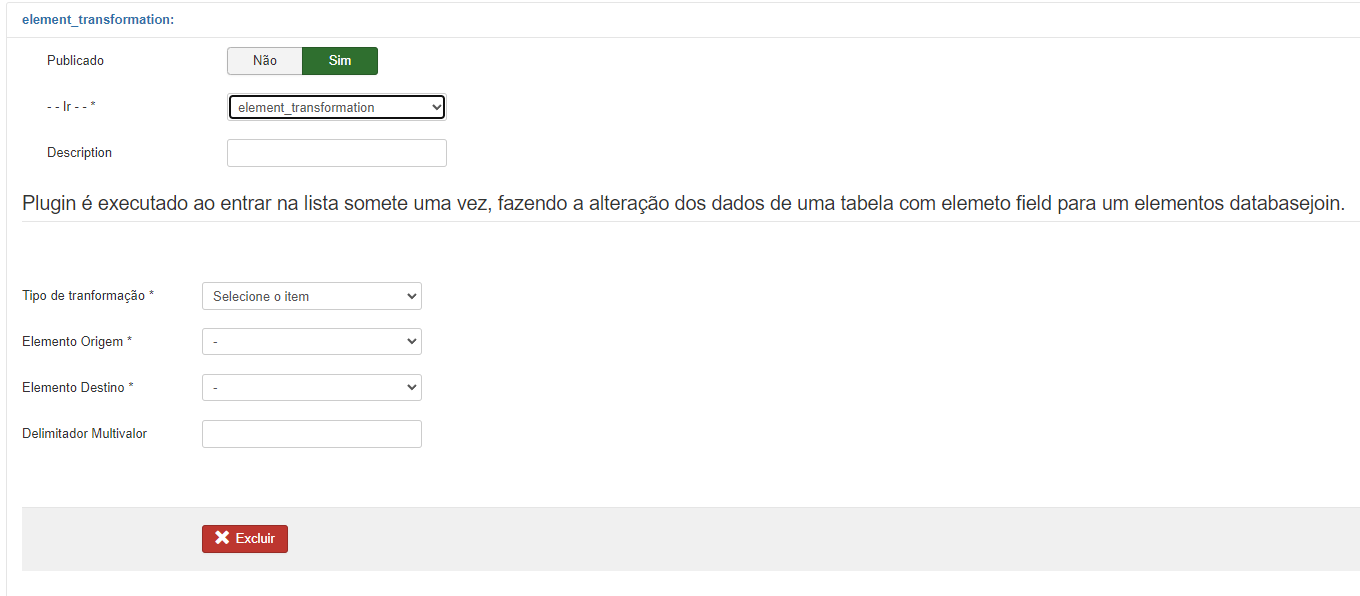 element_transformation:
Publicado Não Sim
- - Ir - - * element_transformation
Description
Plugin é executado ao entrar na lista somete uma vez, fazendo a alteração dos dados de uma tabela com elemeto field para um elementos databasejoin.
Tipo de tranformação * Selecione o item
Elemento Origem * -
Elemento Destino * -
Delimitador Multivalor
Excluir